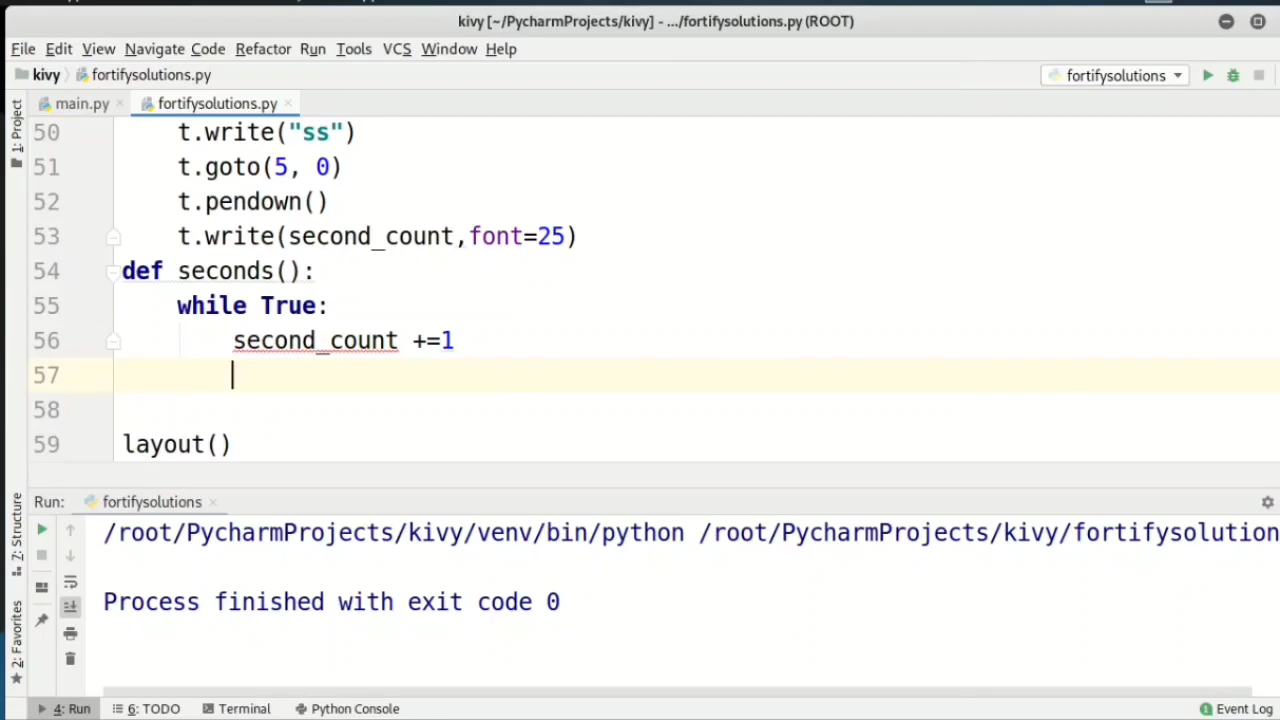 kivy [~/PycharmProjects/kivy] - .../fortifysolutions.py (ROOT)
File Edit View Navigate Code Refactor Run Tools VCS Window Help
kivy fortifysolutions.py fortifysolutions
main.py fortifysolutions.py
1: Project
50 t.write("ss")
51 t.goto(5, 0)
52 t.pendown()
53 t.write(second_count,font=25)
54 def seconds():
55 while True:
56 second_count +=1
57
58
59 layout()
Run: fortifysolutions
7: Structure
2: Favorites
/root/PycharmProjects/kivy/venv/bin/python /root/PycharmProjects/kivy/fortifysolution
Process finished with exit code 0
4: Run 6: TODO Terminal Python Console 1 Event Log